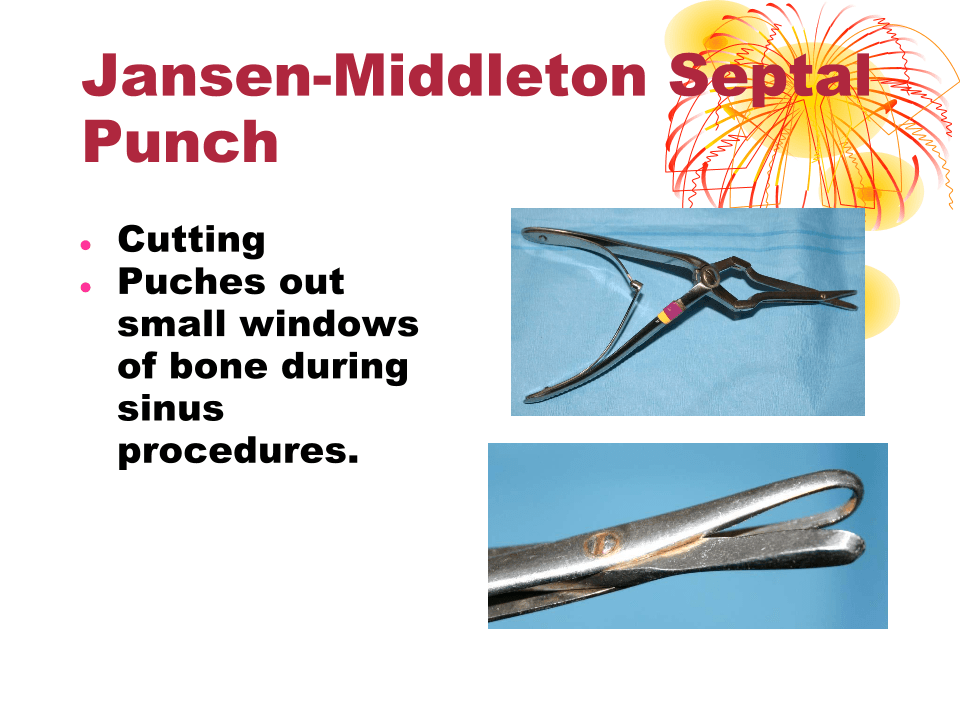 Jansen-Middleton Septal
Punch
• Cutting
• Puches out
small windows
of bone during
sinus
procedures.